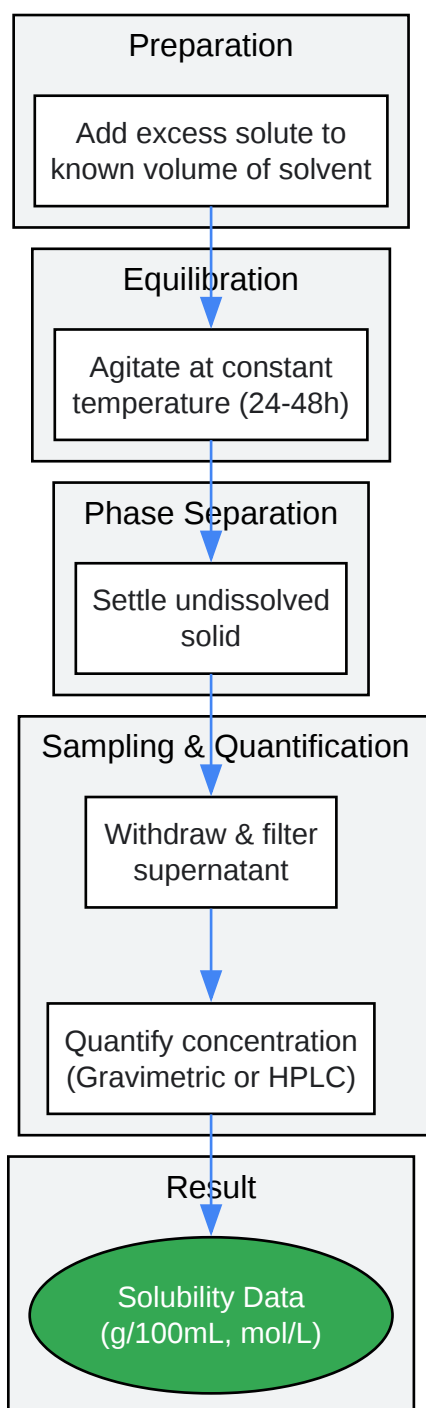 Preparation
Add excess solute to
known volume of solvent
Equilibration
Agitate at constant
temperature (24-48h)
Phase Separation
Settle undissolved
solid
Sampling & Quantification
Withdraw & filter
supernatant
Quantify concentration
(Gravimetric or HPLC)
Result
Solubility Data
(g/100mL, mol/L)